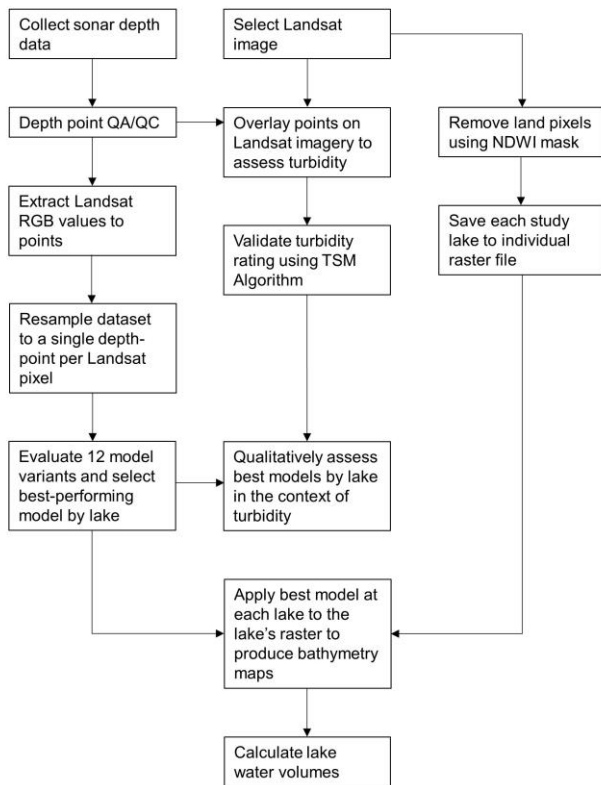 Collect sonar depth
data
Select Landsat
image
Depth point QA/QC
Overlay points on
Landsat imagery to
assess turbidity
Remove land pixels
using NDWI mask
Extract Landsat
RGB values to
points
Validate turbidity
rating using TSM
Algorithm
Save each study
lake to individual
raster file
Resample dataset
to a single depth-
point per Landsat
pixel
Evaluate 12 model
variants and select
best-performing
model by lake
Qualitatively assess
best models by lake
in the context of
turbidity
Apply best model at
each lake to the
lake's raster to
produce bathymetry
maps
Calculate lake
water volumes